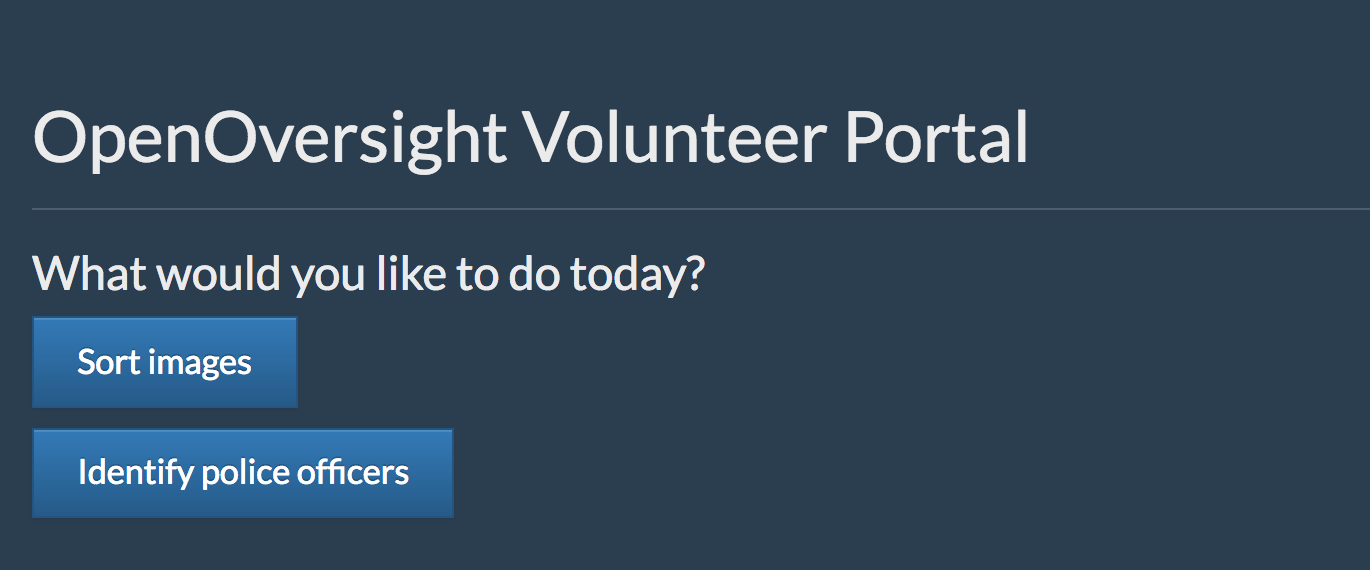 OpenOversight Volunteer Portal
What would you like to do today?
Sort images
Identify police officers